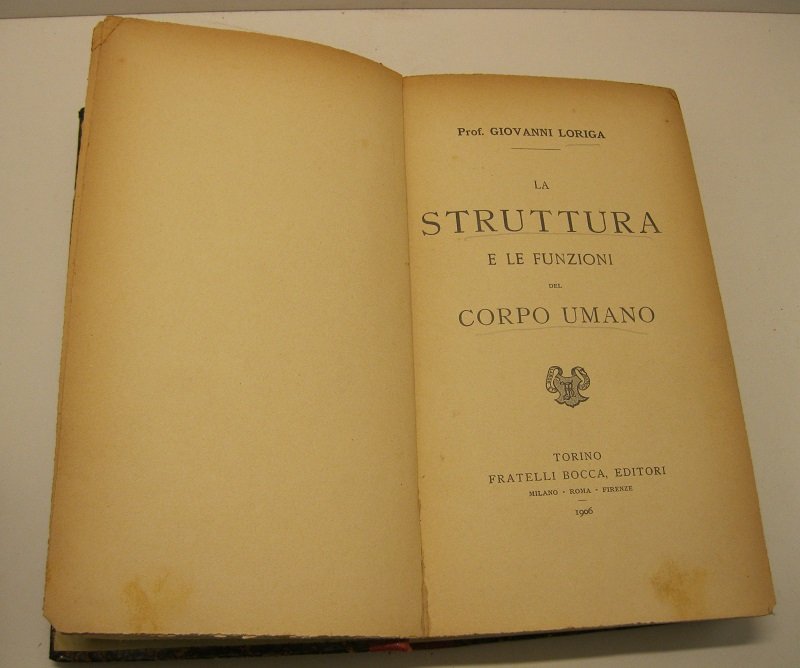 Prof. GIOVANNI LORIGA
LA
STRUTTURA
E LE FUNZIONI
DEL
CORPO UMANO
TORINO
FRATELLI BOCCA, EDITORI
MILANO · ROMA · FIRENZE
1906